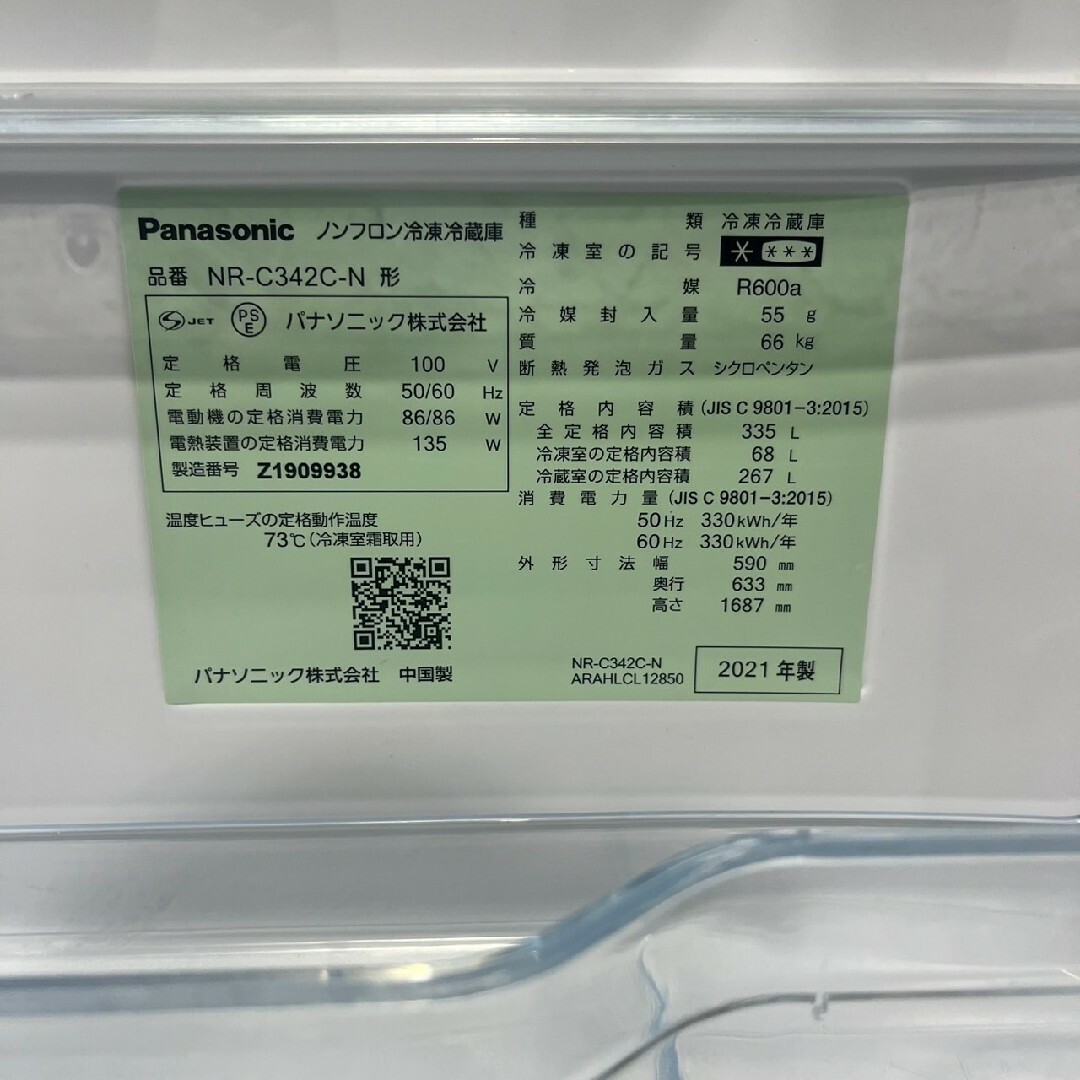 Panasonic ノンフロン冷凍冷蔵庫
品番 NR-C342C-N 形
S JET PSE パナソニック株式会社
定格電圧 100 V
定格周波数 50/60 Hz
電動機の定格消費電力 86/86 W
電熱装置の定格消費電力 135 W
製造番号 Z1909938
温度ヒューズの定格動作温度
73℃(冷凍室霜取用)
パナソニック株式会社 中国製
種類 冷凍冷蔵庫
冷凍室の記号 * ***
冷媒 R600a
冷媒封入量 55 g
質量 66 kg
断熱発泡ガス シクロペンタン
定格内容積 (JIS C 9801-3:2015)
全定格内容積 335 L
冷凍室の定格内容積 68 L
冷蔵室の定格内容積 267 L
消費電力量 (JIS C 9801-3:2015)
50Hz 330kWh/年
60Hz 330kWh/年
外形寸法 幅 590 mm
奥行 633 mm
高さ 1687 mm
NR-C342C-N
ARAHLCL12850
2021年製